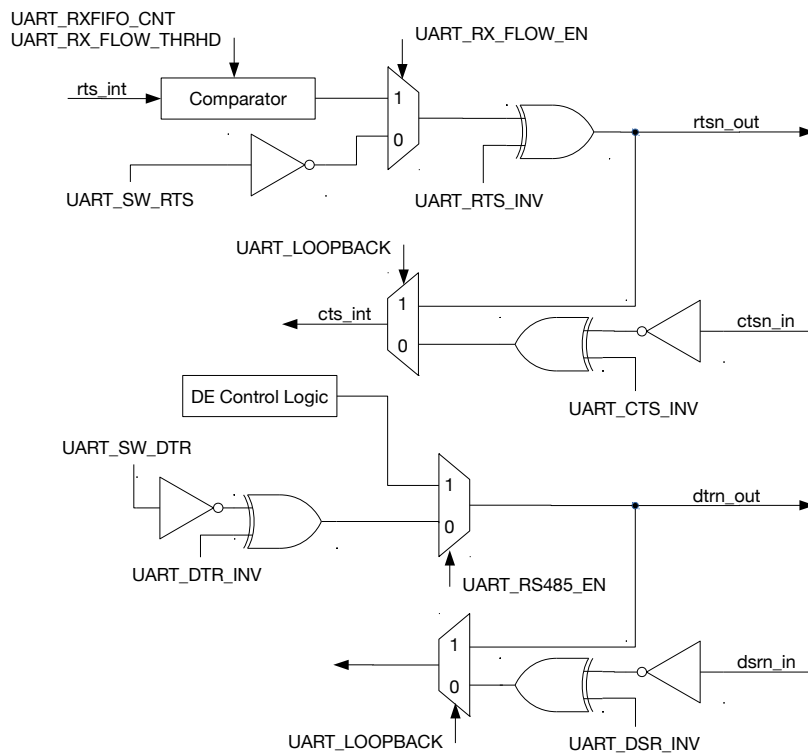 UART_RXFIFO_CNT
UART_RX_FLOW_THRHD
UART_RX_FLOW_EN
rts_int
Comparator
1
0
rtsn_out
UART_SW_RTS
UART_RTS_INV
UART_LOOPBACK
1
cts_int
ctsn_in
0
DE Control Logic
UART_CTS_INV
UART_SW_DTR
1
dtrn_out
0
UART_DTR_INV
UART_RS485_EN
1
dsrn_in
0
UART_LOOPBACK
UART_DSR_INV